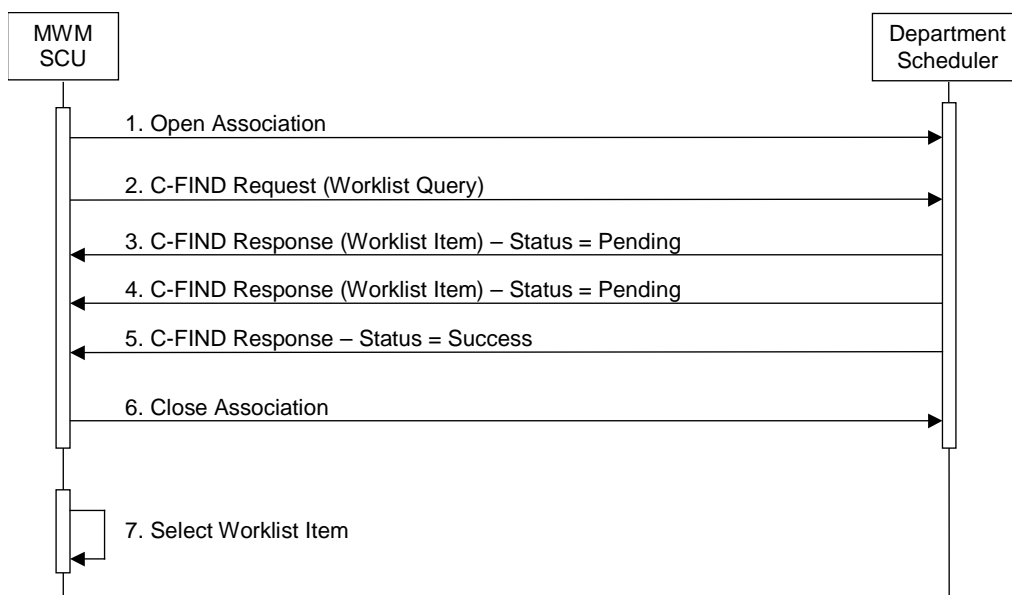 MWM
SCU
Department
Scheduler
1. Open Association
2. C-FIND Request (Worklist Query)
3. C-FIND Response (Worklist Item) – Status = Pending
4. C-FIND Response (Worklist Item) – Status = Pending
5. C-FIND Response – Status = Success
6. Close Association
7. Select Worklist Item